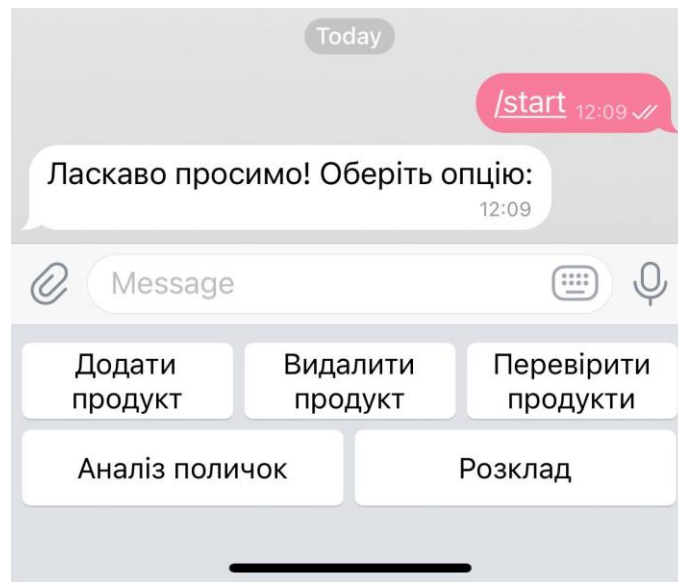 Today
/start 12:09
Ласкаво просимо! Оберіть опцію:
12:09
Message
Додати Видалити Перевірити
продукт продукт продукти
Аналіз поличок Розклад